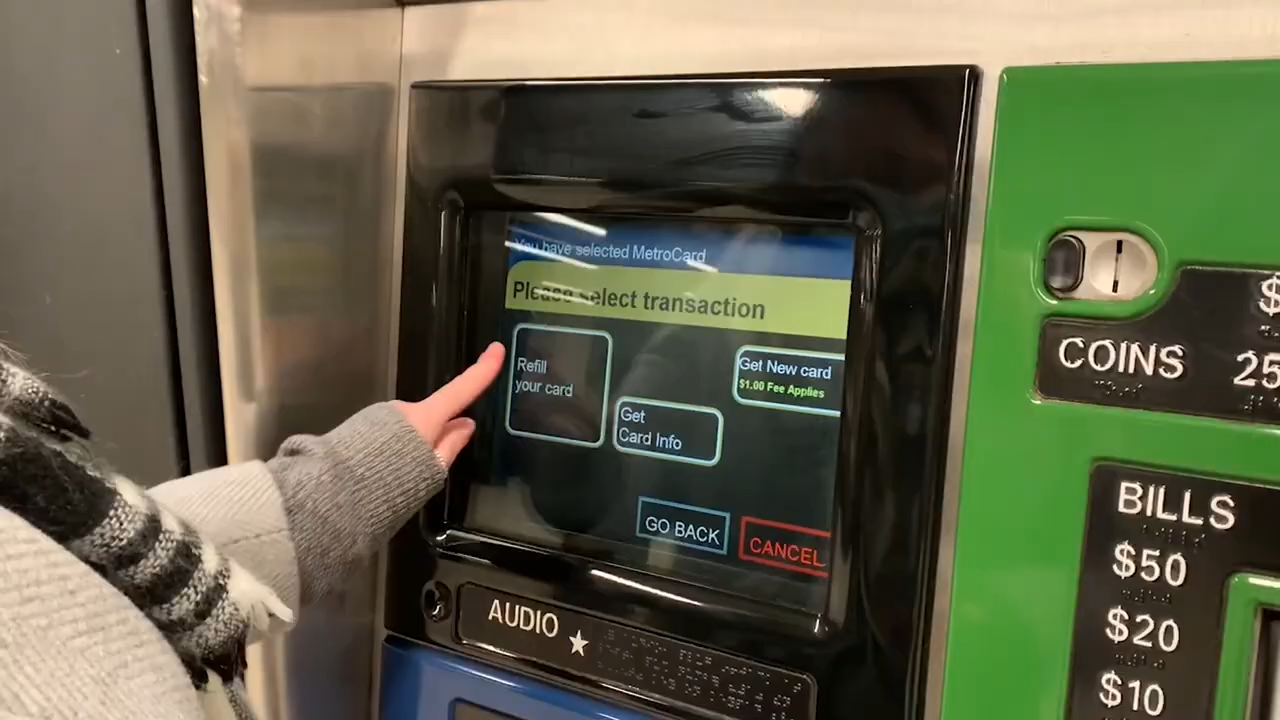 You have selected MetroCard
Please select transaction
Refill
your card
Get New card
$1.00 Fee Applies
Get
Card Info
GO BACK
CANCEL
AUDIO
COINS
$
25
BILLS
$50
$20
$10